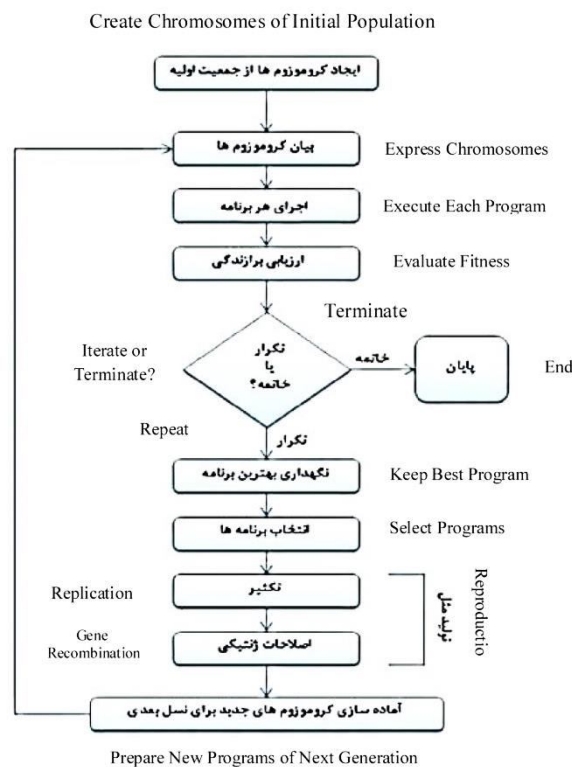 Create Chromosomes of Initial Population
ایجاد کروموزوم ها از جمعیت اولیه
بیان کروموزوم ها
Express Chromosomes
اجرای هر برنامه
Execute Each Program
ارزیابی برازندگی
Evaluate Fitness
Terminate
Iterate or
Terminate?
تکرار
یا
خاتمه؟
خاتمه
پایان
End
Repeat
تکرار
نگهداری بهترین برنامه
Keep Best Program
انتخاب برنامه ها
Select Programs
Replication
تکثیر
Gene
Recombination
اصلاحات ژنتیکی
تولید مثل
Reproductio
آماده سازی کروموزوم های جدید برای نسل بعدی
Prepare New Programs of Next Generation